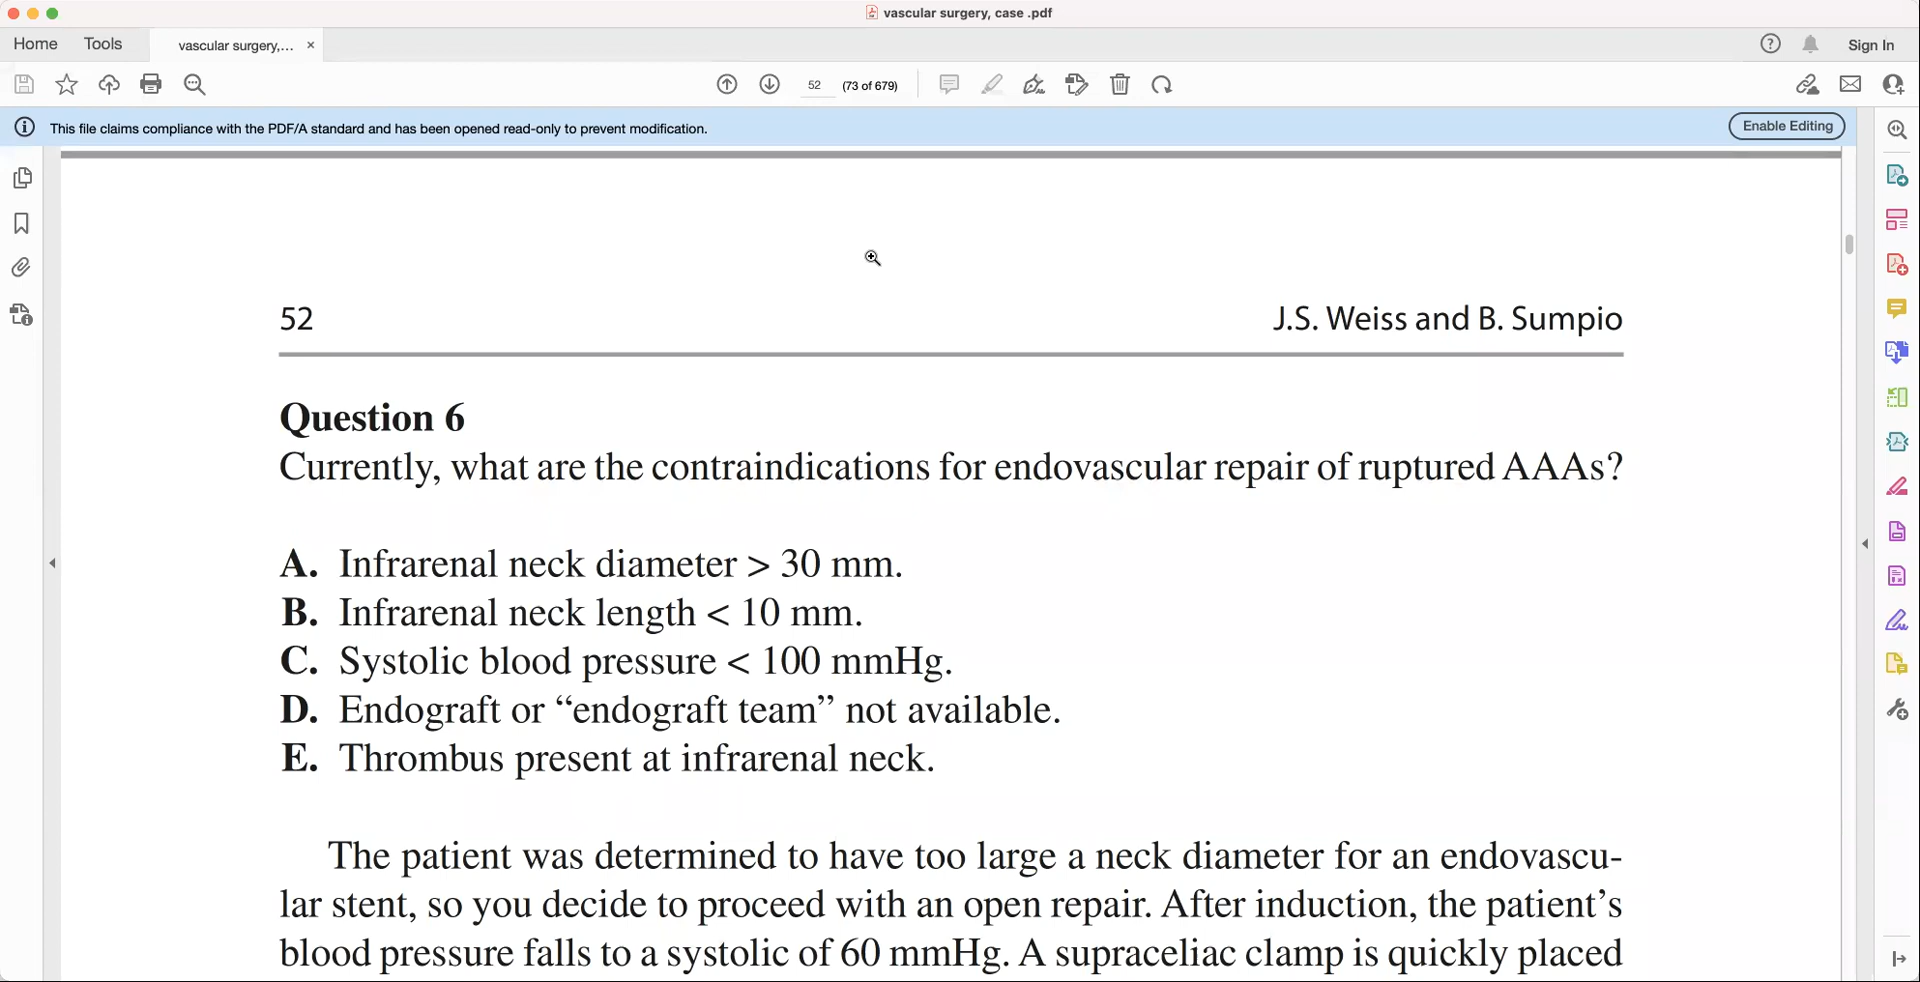 vascular surgery, case .pdf
Home Tools vascular surgery,... × Sign In
52 (73 of 679)
This file claims compliance with the PDF/A standard and has been opened read-only to prevent modification. Enable Editing
52 J.S. Weiss and B. Sumpio
Question 6
Currently, what are the contraindications for endovascular repair of ruptured AAAs?
A. Infrarenal neck diameter > 30 mm.
B. Infrarenal neck length < 10 mm.
C. Systolic blood pressure < 100 mmHg.
D. Endograft or “endograft team” not available.
E. Thrombus present at infrarenal neck.
The patient was determined to have too large a neck diameter for an endovascu-
lar stent, so you decide to proceed with an open repair. After induction, the patient’s
blood pressure falls to a systolic of 60 mmHg. A supraceliac clamp is quickly placed